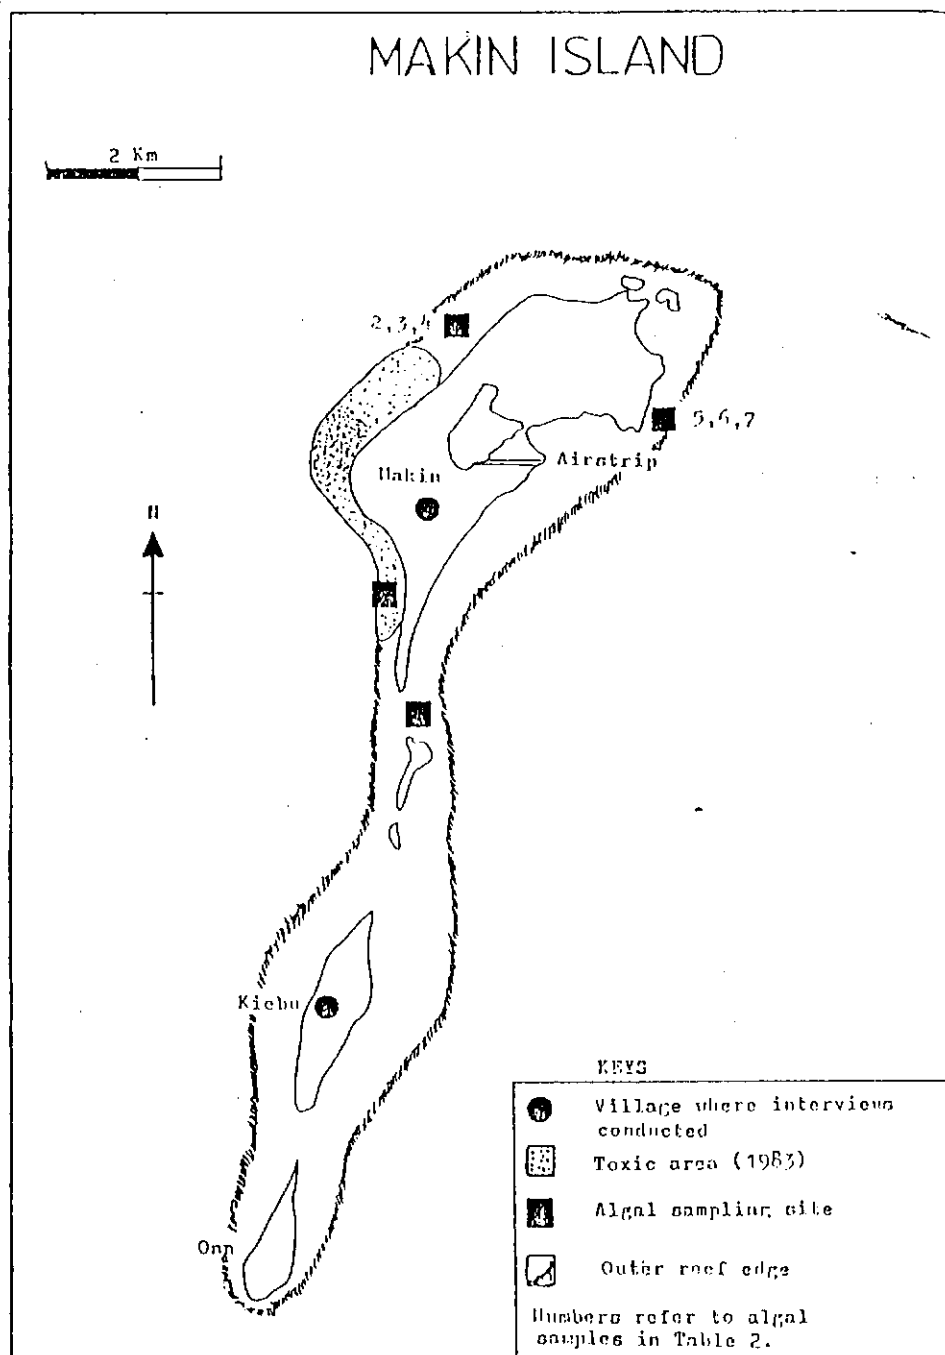 MAKIN ISLAND
2 Km
2,3,4
5,6,7
Airstrip
Makin
N
Kiebu
Onn
KEYS
Village where interviews
conducted
Toxic area (1983)
Algal sampling site
Outer reef edge
Numbers refer to algal
samples in Table 2.